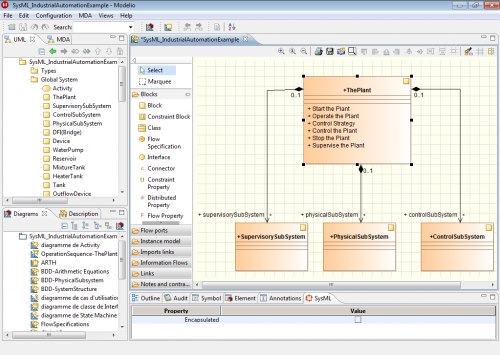 SysML_IndustrialAutomationExample - Modelio
Edit Configuration MDA Views Help
Search:
UML
MDA
SysML_IndustrialAutomationExam
Types
Global System
Activity
ThePlant
SupervisorySubSystem
ControlSubSystem
PhysicalSubSystem
DFI(Bridge)
Device
WaterPump
Reservoir
MixtureTank
HeaterTank
Tank
OutflowDevice
Diagrams
Description
SysML_IndustrialAutomationExam
diagramme de Activity
OperationSequence-ThePlant
ARTH
BDD-Arithmetic Equations
BDD-Physicalsubsystem
BDD-SystemStructure
diagramme de cas d'utilisation
diagramme de classe de Interf
diagramme de State Machine
FlowSpecifications
*SysML_IndustrialAutomationExample
Select
Marquee
Blocks
Block
Constraint Block
Class
Flow
Specification
Interface
Connector
Constraint
Property
Distributed
Property
Flow Property
Flow ports
Instance model
Imports links
Information Flows
Links
Notes and contra...
+ThePlant
+ Start the Plant
+ Operate the Plant
+ Control Strategy
+ Control the Plant
+ Stop the Plant
+ Supervise the Plant
0..1
0..1
0..1
+ supervisorySubSystem
*
+ physicalSubSystem
*
+ controlSubSystem
*
+SupervisorySubSystem
+PhysicalSubSystem
+ControlSubSystem
Outline
Audit
Symbol
Element
Annotations
SysML
Property
Value
Encapsulated